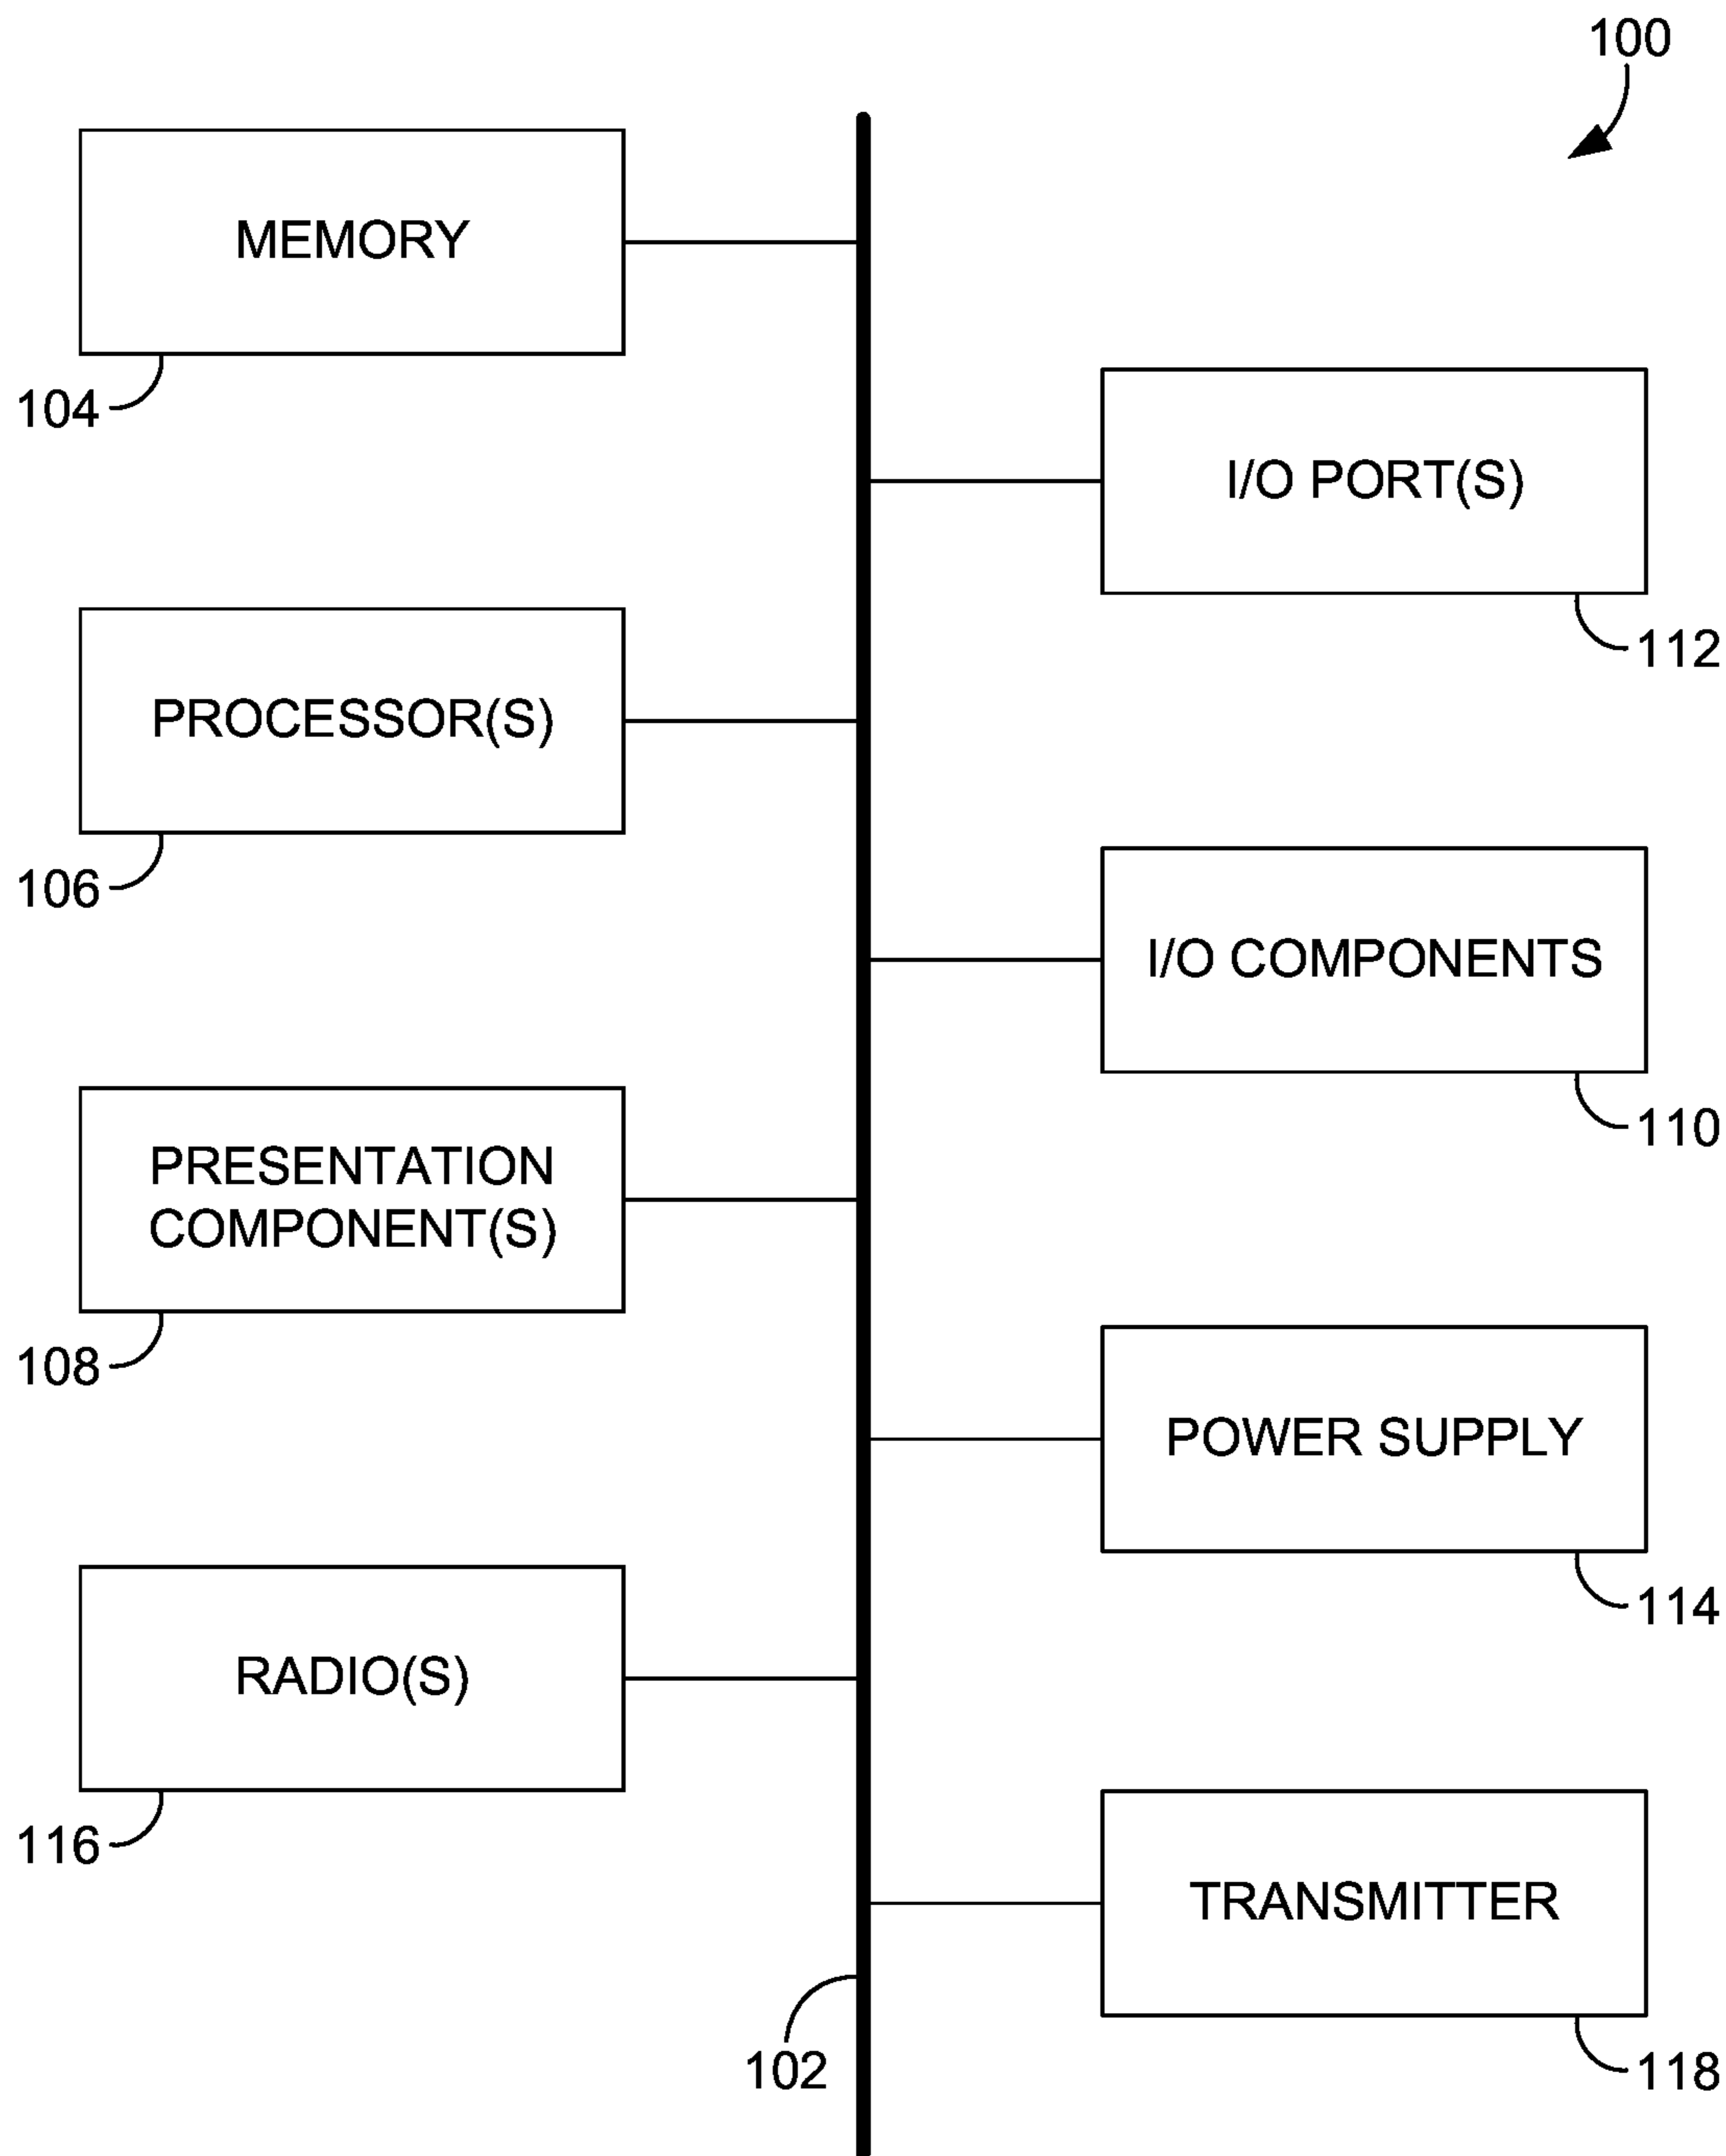 100
MEMORY
104
I/O PORT(S)
112
PROCESSOR(S)
106
I/O COMPONENTS
110
PRESENTATION
COMPONENT(S)
108
POWER SUPPLY
114
RADIO(S)
116
TRANSMITTER
118
102